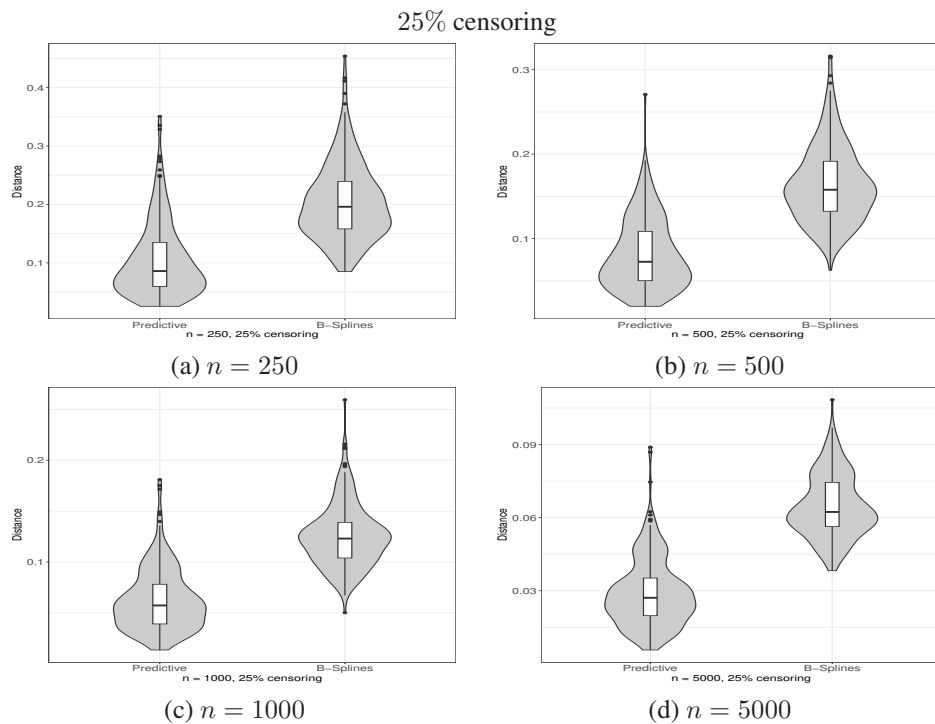 25% censoring
0.4
0.3
0.2
0.1
Distance
Predictive B−Splines
n = 250, 25% censoring
(a) n = 250
0.3
0.2
0.1
Distance
Predictive B−Splines
n = 500, 25% censoring
(b) n = 500
0.2
0.1
0.0
Distance
Predictive B−Splines
n = 1000, 25% censoring
(c) n = 1000
0.09
0.06
0.03
Distance
Predictive B−Splines
n = 5000, 25% censoring
(d) n = 5000